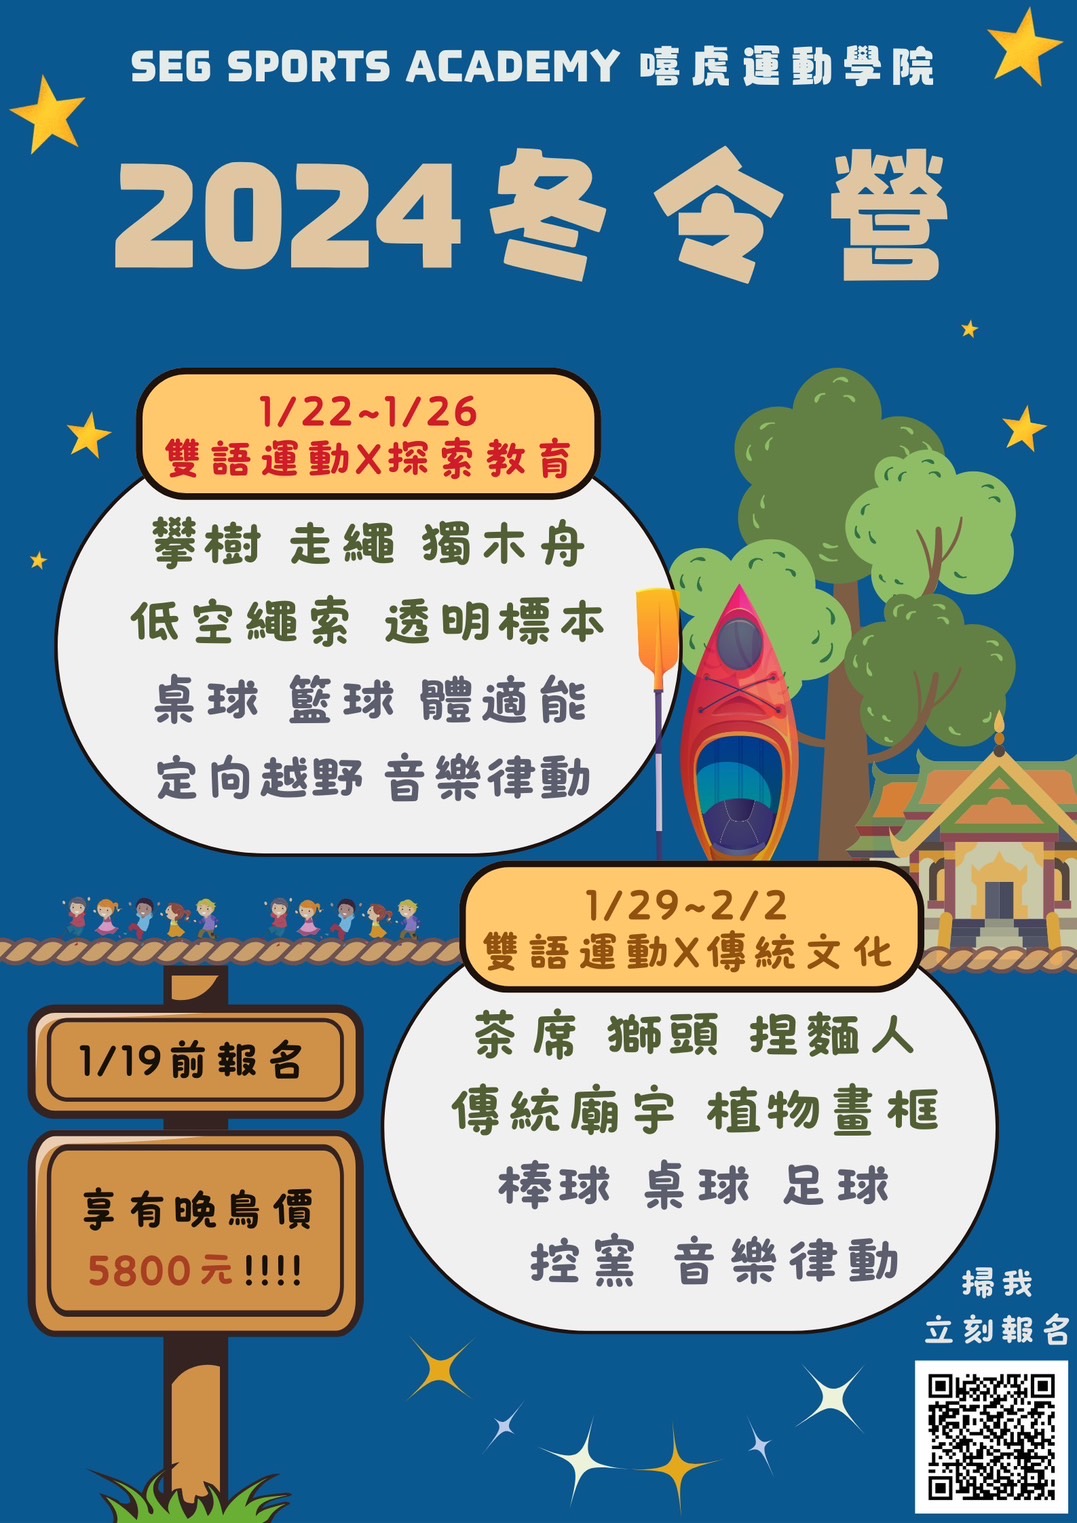 SEG SPORTS ACADEMY 嘻虎運動學院
2024冬令營
1/22~1/26
雙語運動X探索教育
攀樹 走繩 獨木舟
低空繩索 透明標本
桌球 籃球 體適能
定向越野 音樂律動
1/29~2/2
雙語運動X傳統文化
茶席 獅頭 捏麵人
傳統廟宇 植物畫框
棒球 桌球 足球
控窯 音樂律動
1/19前報名
享有晚鳥價
5800元!!!!
掃我
立刻報名